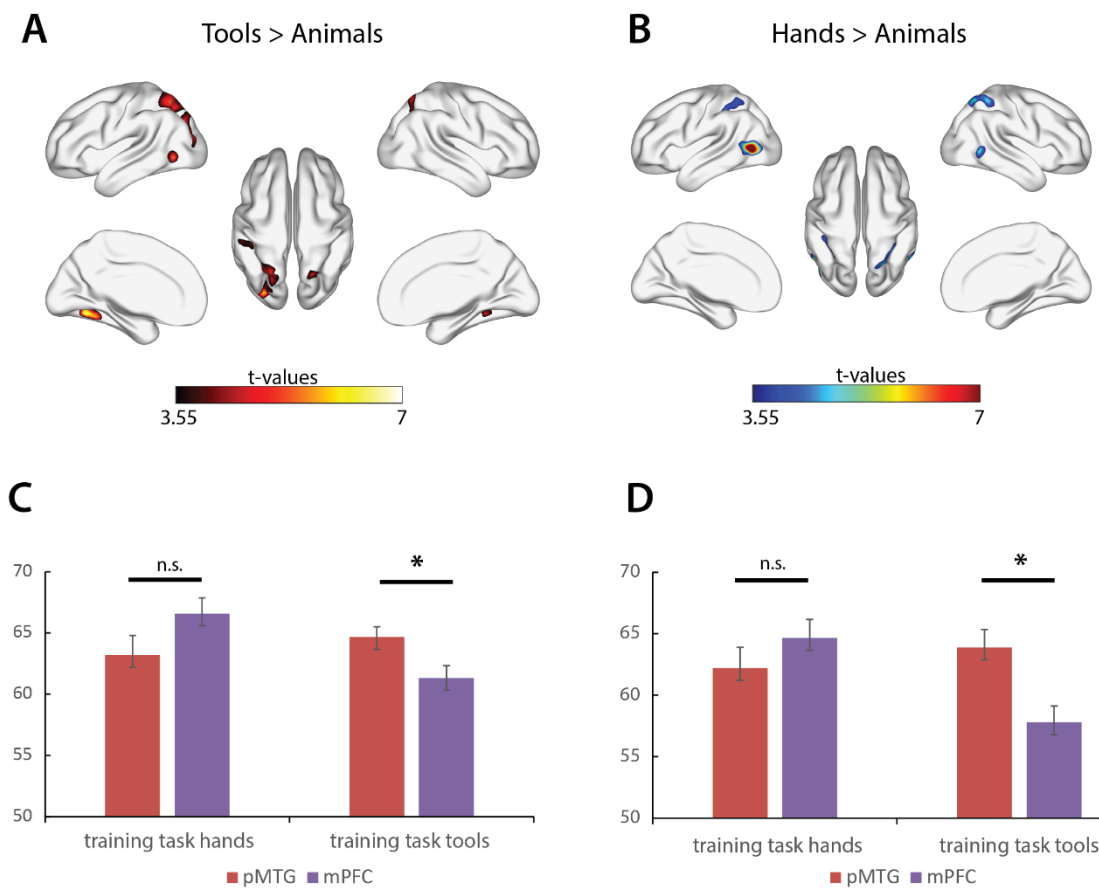 A
Tools > Animals
t-values
3.55 7
B
Hands > Animals
t-values
3.55 7
C
70
65
60
55
50
n.s.
*
training task hands training task tools
pMTG mPFC
D
70
65
60
55
50
n.s.
*
training task hands training task tools
pMTG mPFC